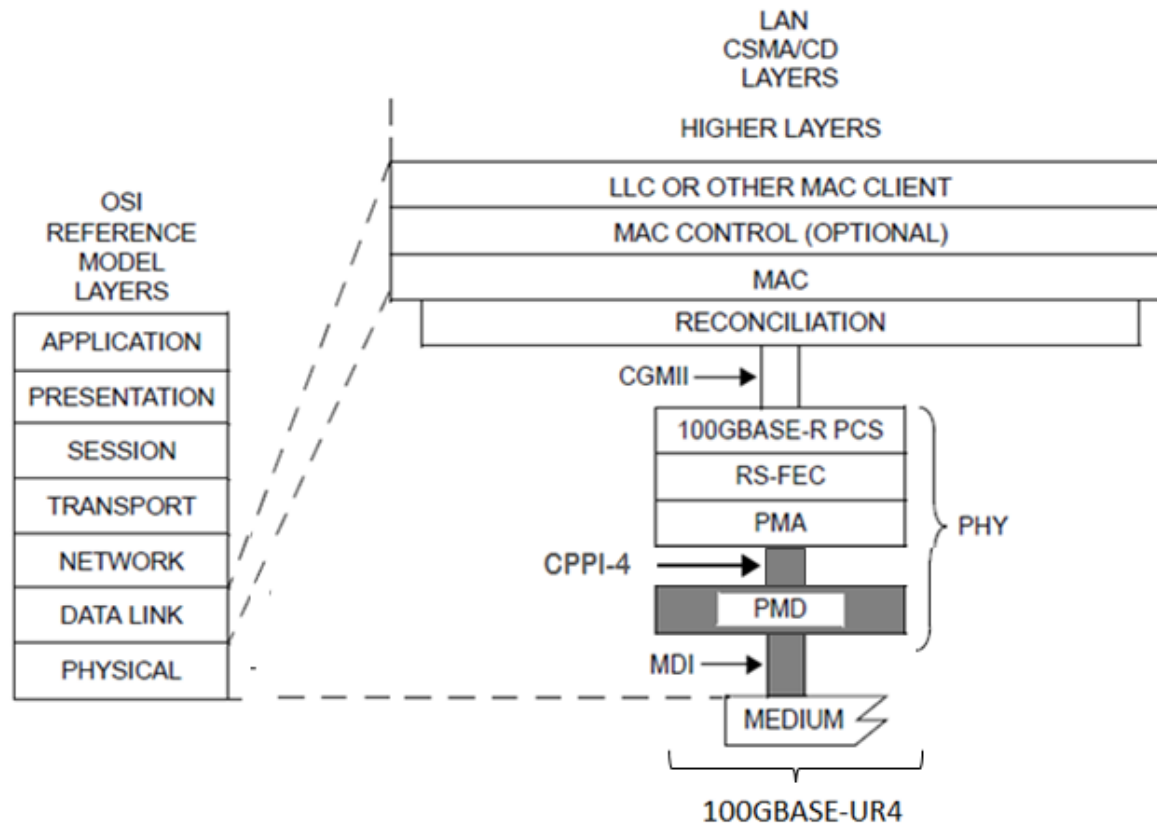 LAN
CSMA/CD
LAYERS
HIGHER LAYERS
LLC OR OTHER MAC CLIENT
MAC CONTROL (OPTIONAL)
MAC
RECONCILIATION
CGMII
100GBASE-R PCS
RS-FEC
PMA
PHY
CPPI-4
PMD
MDI
MEDIUM
100GBASE-UR4
OSI
REFERENCE
MODEL
LAYERS
APPLICATION
PRESENTATION
SESSION
TRANSPORT
NETWORK
DATA LINK
PHYSICAL